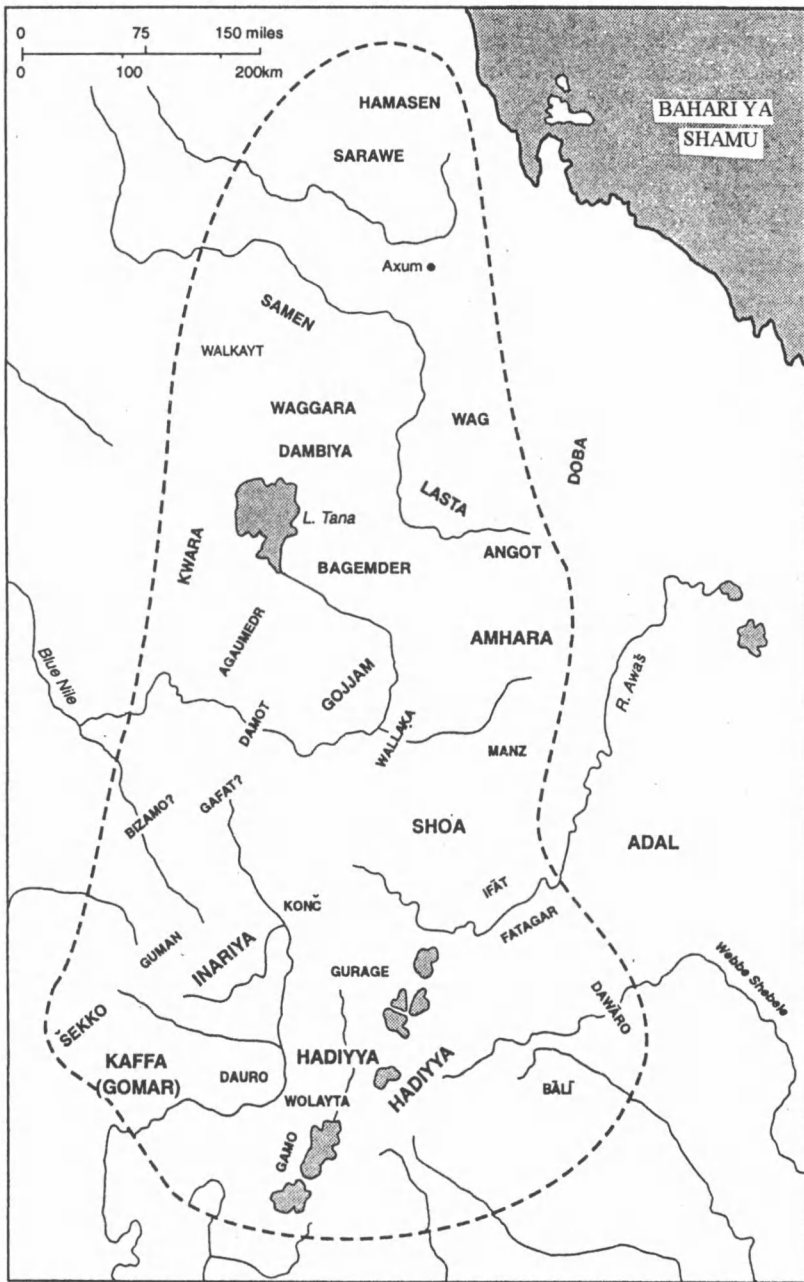 0 75 150 miles
0 100 200km
HAMASEN
BAHARI YA
SHAMU
SARAWE
Axum
SAMEN
WALKAYT
WAGGARA
WAG
DAMBIYA
DOBA
LASTA
L. Tana
ANGOT
KWARA
BAGEMDER
AMHARA
AGAUMEDR
Blue Nile
GOJJAM
R. Awaš
DAMOT
WALLAKA
MANZ
GAFAT?
BIZAMO?
SHOA
ADAL
IFĀT
KONČ
FATAGAR
GUMAN
INARIYA
GURAGE
Webbe Shebele
DAWĀRO
ŠEKKO
HADIYYA
KAFFA
(GOMAR)
DAURO
HADIYYA
BĀLĪ
WOLAYTA
GAMO